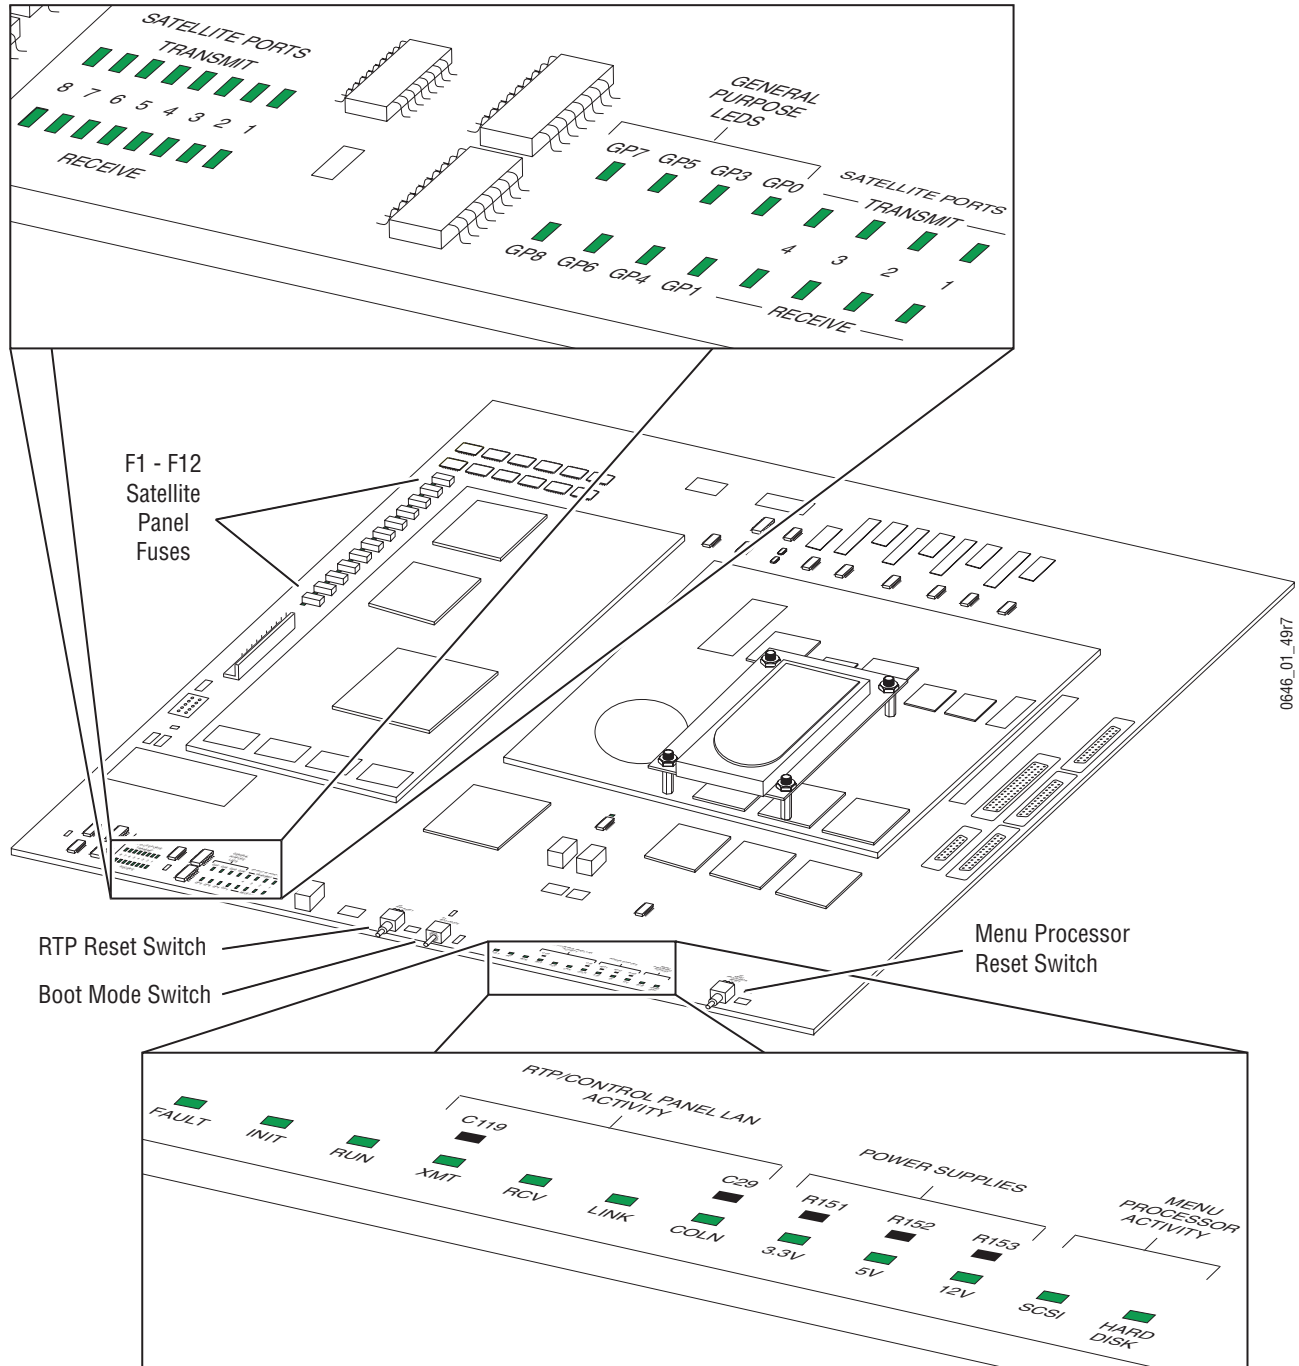 SATELLITE PORTS
TRANSMIT
8 7 6 5 4 3 2 1
RECEIVE
GENERAL
PURPOSE
LEDS
GP7 GP5 GP3 GP0
SATELLITE PORTS
TRANSMIT
4 3 2 1
GP8 GP6 GP4 GP1
RECEIVE
F1 - F12
Satellite
Panel
Fuses
0646_01_49r7
RTP Reset Switch
Boot Mode Switch
Menu Processor
Reset Switch
RTP/CONTROL PANEL LAN
ACTIVITY
C119
C29
POWER SUPPLIES
R151 R152 R153
MENU
PROCESSOR
ACTIVITY
FAULT INIT RUN XMT RCV LINK COLN 3.3V 5V 12V SCSI HARD
DISK